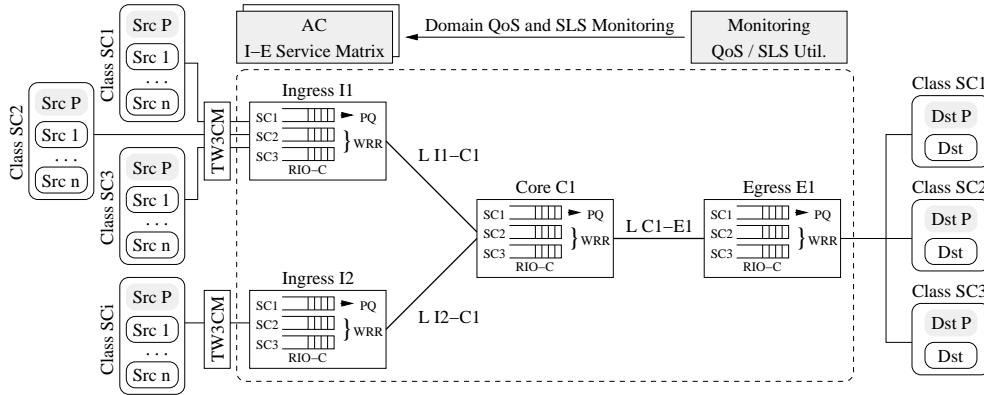 Class SC1
Src P
Src 1
. . .
Src n
Class SC2
Src P
Src 1
. . .
Src n
Class SC3
Src P
Src 1
. . .
Src n
Class SCi
Src P
Src 1
. . .
Src n
TW3CM
TW3CM
AC
I–E Service Matrix
Domain QoS and SLS Monitoring
Monitoring
QoS / SLS Util.
Ingress I1
SC1
PQ
SC2
SC3
WRR
RIO–C
L I1–C1
Ingress I2
SC1
PQ
SC2
SC3
WRR
RIO–C
L I2–C1
Core C1
SC1
PQ
SC2
SC3
WRR
RIO–C
L C1–E1
Egress E1
SC1
PQ
SC2
SC3
WRR
RIO–C
Class SC1
Dst P
Dst
Class SC2
Dst P
Dst
Class SC3
Dst P
Dst